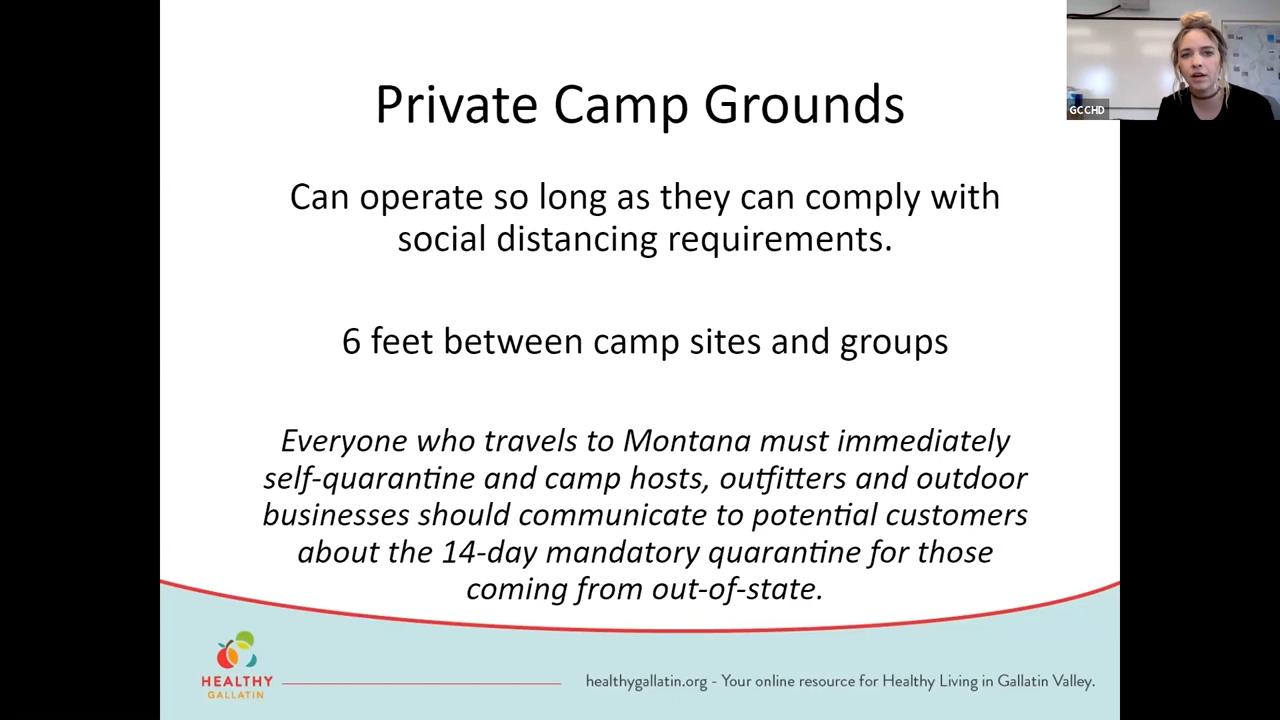 Private Camp Grounds
GCCHD
Can operate so long as they can comply with
social distancing requirements.
6 feet between camp sites and groups
Everyone who travels to Montana must immediately
self-quarantine and camp hosts, outfitters and outdoor
businesses should communicate to potential customers
about the 14-day mandatory quarantine for those
coming from out-of-state.
HEALTHY
GALLATIN
healthygallatin.org - Your online resource for Healthy Living in Gallatin Valley.